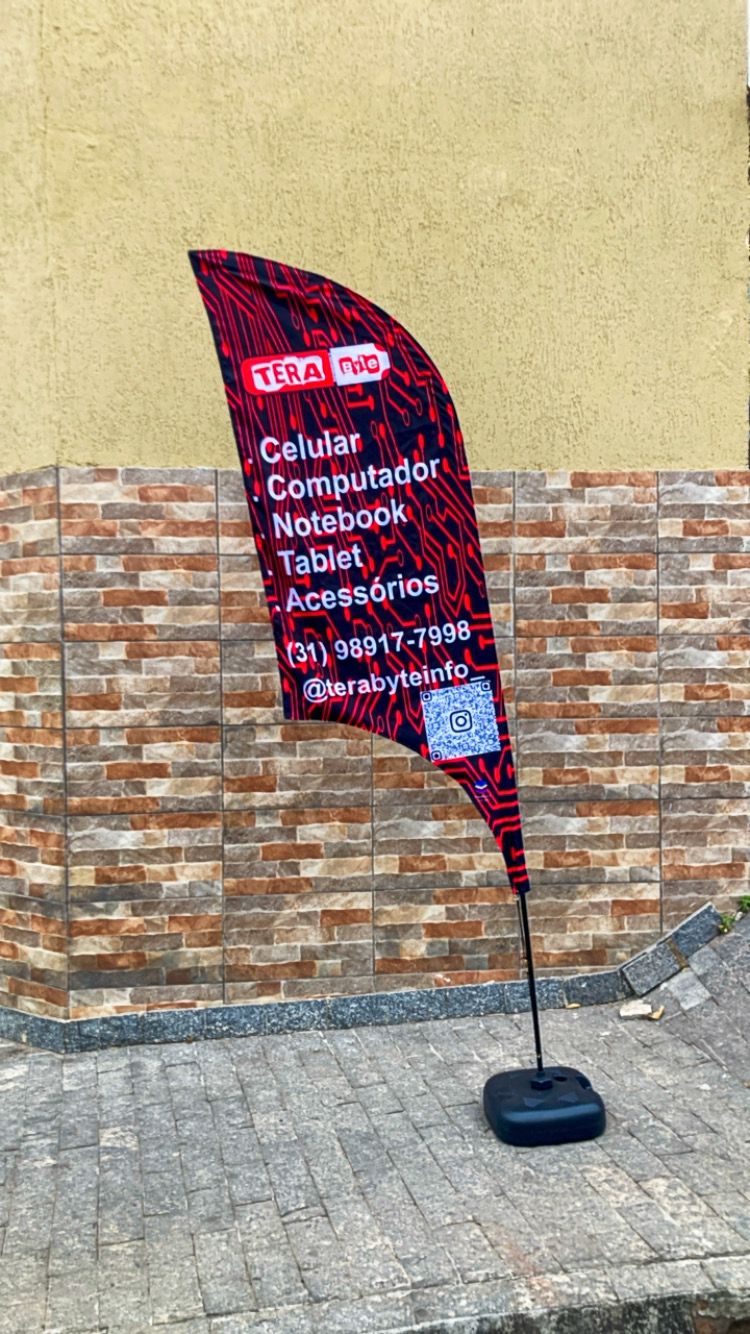 TERA Byte
. Celular
. Computador
. Notebook
. Tablet
. Acessórios
(31) 98917-7998
@terabyteinfo_